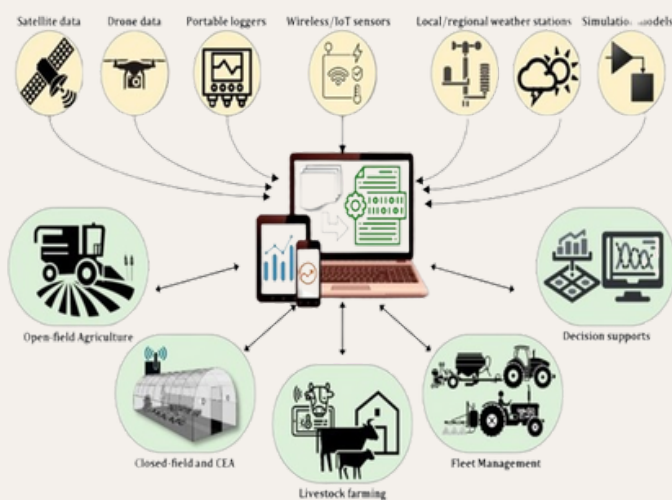 Satellite data
Drone data
Portable loggers
Wireless/IoT sensors
Local/regional weather stations
Simulation models
Open-field Agriculture
Decision supports
Closed-field and CEA
Fleet Management
Livestock farming